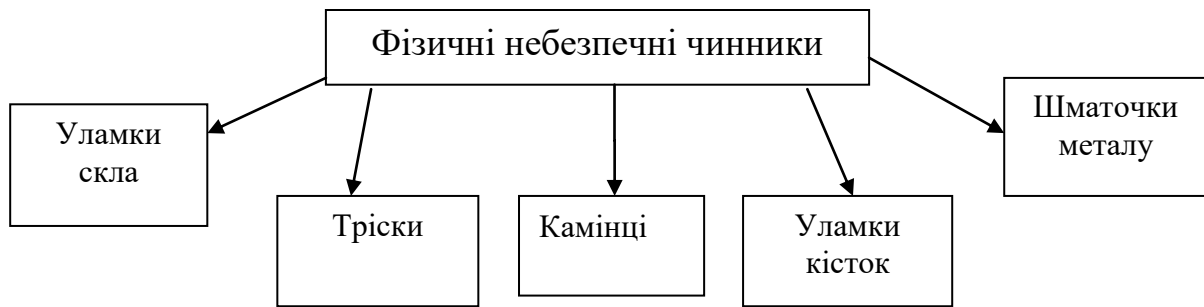 Фізичні небезпечні чинники
Уламки
скла
Тріски
Камінці
Уламки
кісток
Шматочки
металу